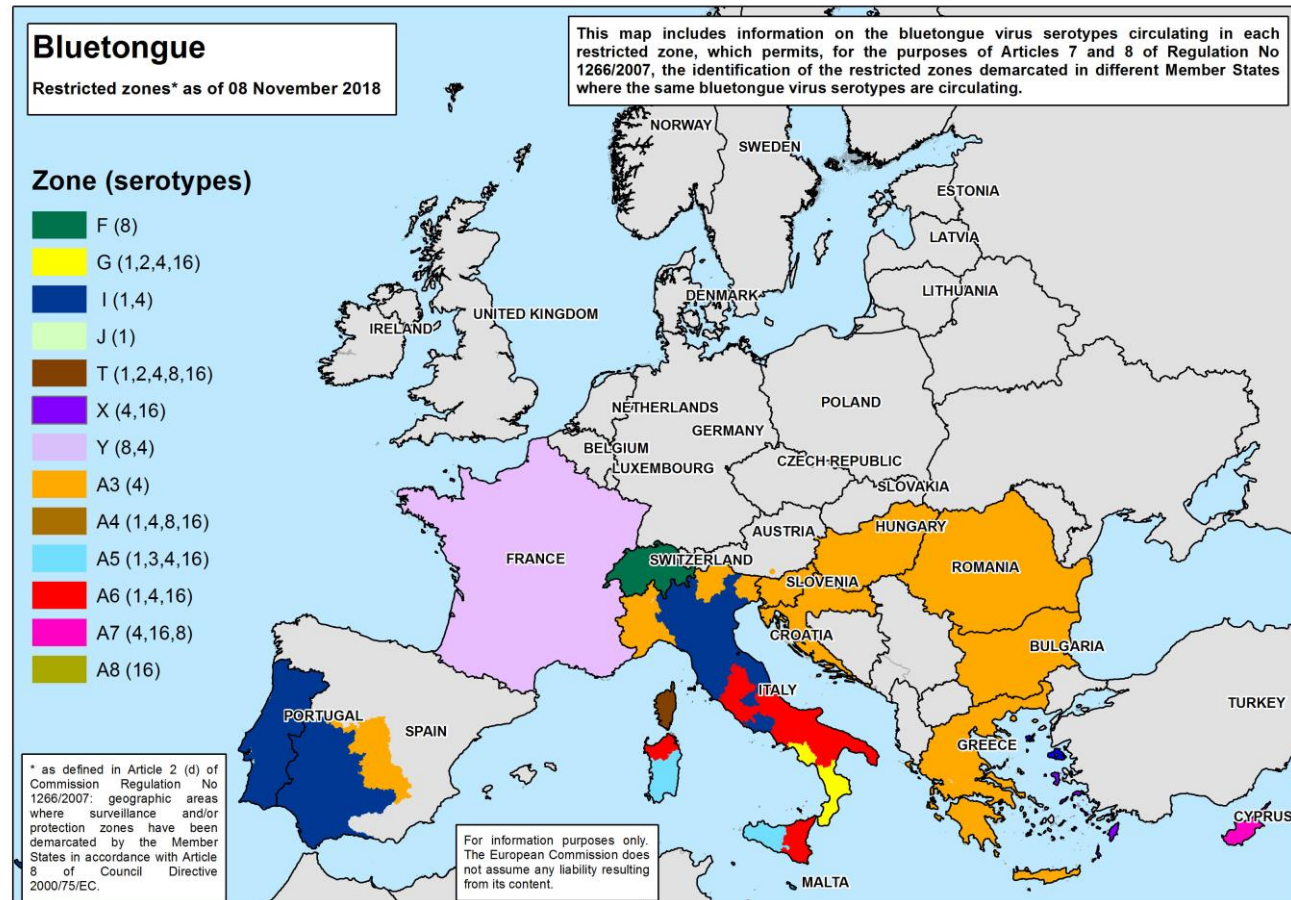 Bluetongue
Restricted zones* as of 08 November 2018
This map includes information on the bluetongue virus serotypes circulating in each
restricted zone, which permits, for the purposes of Articles 7 and 8 of Regulation No
1266/2007, the identification of the restricted zones demarcated in different Member States
where the same bluetongue virus serotypes are circulating.
Zone (serotypes)
F (8)
G (1,2,4,16)
I (1,4)
J (1)
T (1,2,4,8,16)
X (4,16)
Y (8,4)
A3 (4)
A4 (1,4,8,16)
A5 (1,3,4,16)
A6 (1,4,16)
A7 (4,16,8)
A8 (16)
NORWAY
SWEDEN
ESTONIA
LATVIA
LITHUANIA
DENMARK
UNITED KINGDOM
IRELAND
NETHERLANDS
POLAND
GERMANY
BELGIUM
LUXEMBOURG
CZECH REPUBLIC
SLOVAKIA
AUSTRIA
HUNGARY
FRANCE
SWITZERLAND
SLOVENIA
ROMANIA
CROATIA
BULGARIA
ITALY
PORTUGAL
SPAIN
TURKEY
GREECE
CYPRUS
MALTA
* as defined in Article 2 (d) of
Commission Regulation No
1266/2007: geographic areas
where surveillance and/or
protection zones have been
demarcated by the Member
States in accordance with Article
8 of Council Directive
2000/75/EC.
For information purposes only.
The European Commission does
not assume any liability resulting
from its content.